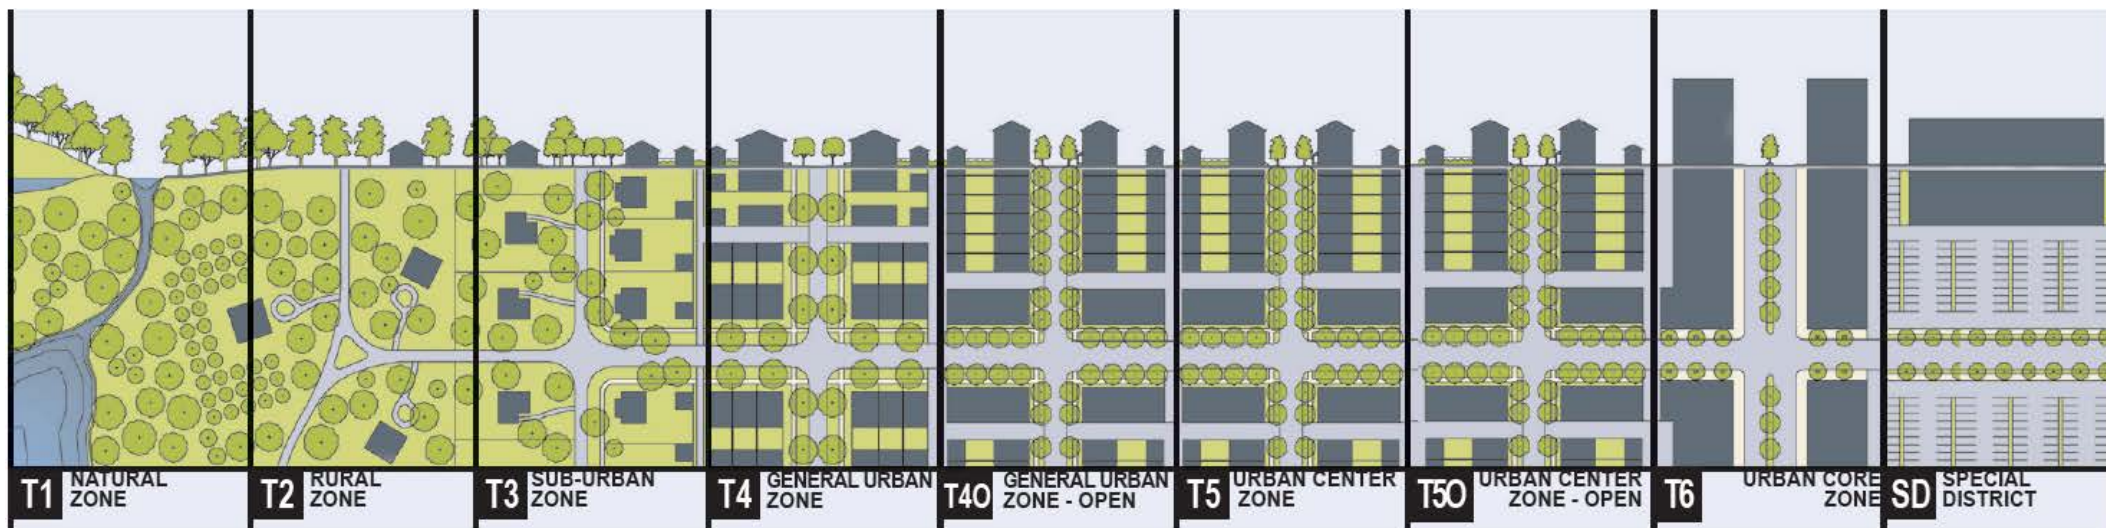 T1 NATURAL
ZONE
T2 RURAL
ZONE
T3 SUB-URBAN
ZONE
T4 GENERAL URBAN
ZONE
T4O GENERAL URBAN
ZONE - OPEN
T5 URBAN CENTER
ZONE
T5O URBAN CENTER
ZONE - OPEN
T6 URBAN CORE
ZONE
SD SPECIAL
DISTRICT